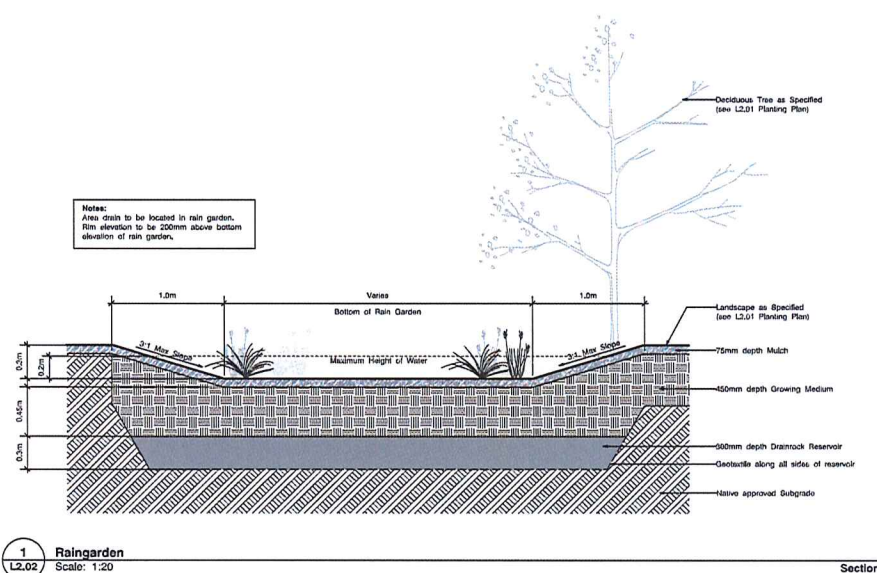 Deciduous Tree as Specified
(see L2.01 Planting Plan)
Notes:
Area drain to be located in rain garden.
Rim elevation to be 200mm above bottom
elevation of rain garden.
1.0m
Varies
1.0m
Bottom of Rain Garden
Landscape as Specified
(see L2.01 Planting Plan)
3:1 Max Slope
3:1 Max Slope
Maximum Height of Water
75mm depth Mulch
0.2m
450mm depth Growing Medium
0.45m
depth Drainrock Reservoir
0.3m
Geotextile along all sides of reservoir
Native approved Subgrade
1
L2.02
Raingarden
Scale: 1:20
Section